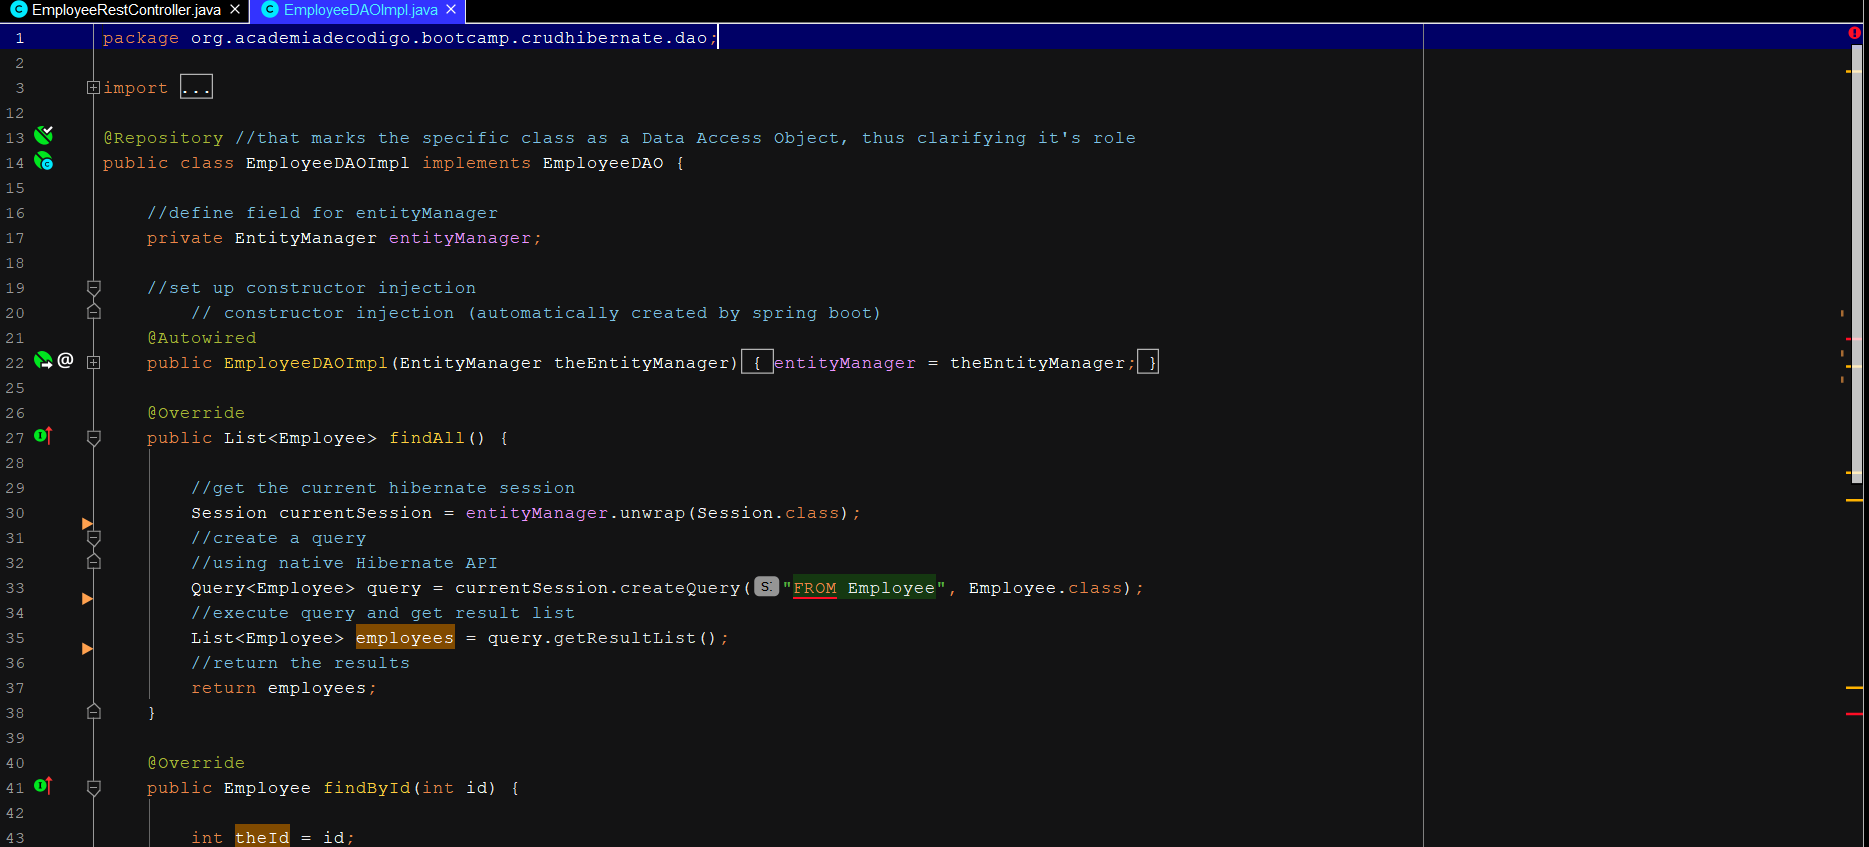 EmployeeRestController.java EmployeeDAOImpl.java
1 package org.academiadecodigo.bootcamp.crudhibernate.dao;
2
3 import ...
12
13 @Repository //that marks the specific class as a Data Access Object, thus clarifying it's role
14 public class EmployeeDAOImpl implements EmployeeDAO {
15
16 //define field for entityManager
17 private EntityManager entityManager;
18
19 //set up constructor injection
20 // constructor injection (automatically created by spring boot)
21 @Autowired
22 public EmployeeDAOImpl(EntityManager theEntityManager) { entityManager = theEntityManager; }
25
26 @Override
27 public List<Employee> findAll() {
28
29 //get the current hibernate session
30 Session currentSession = entityManager.unwrap(Session.class);
31 //create a query
32 //using native Hibernate API
33 Query<Employee> query = currentSession.createQuery( S: "FROM Employee", Employee.class);
34 //execute query and get result list
35 List<Employee> employees = query.getResultList();
36 //return the results
37 return employees;
38 }
39
40 @Override
41 public Employee findById(int id) {
42
43 int theId = id;